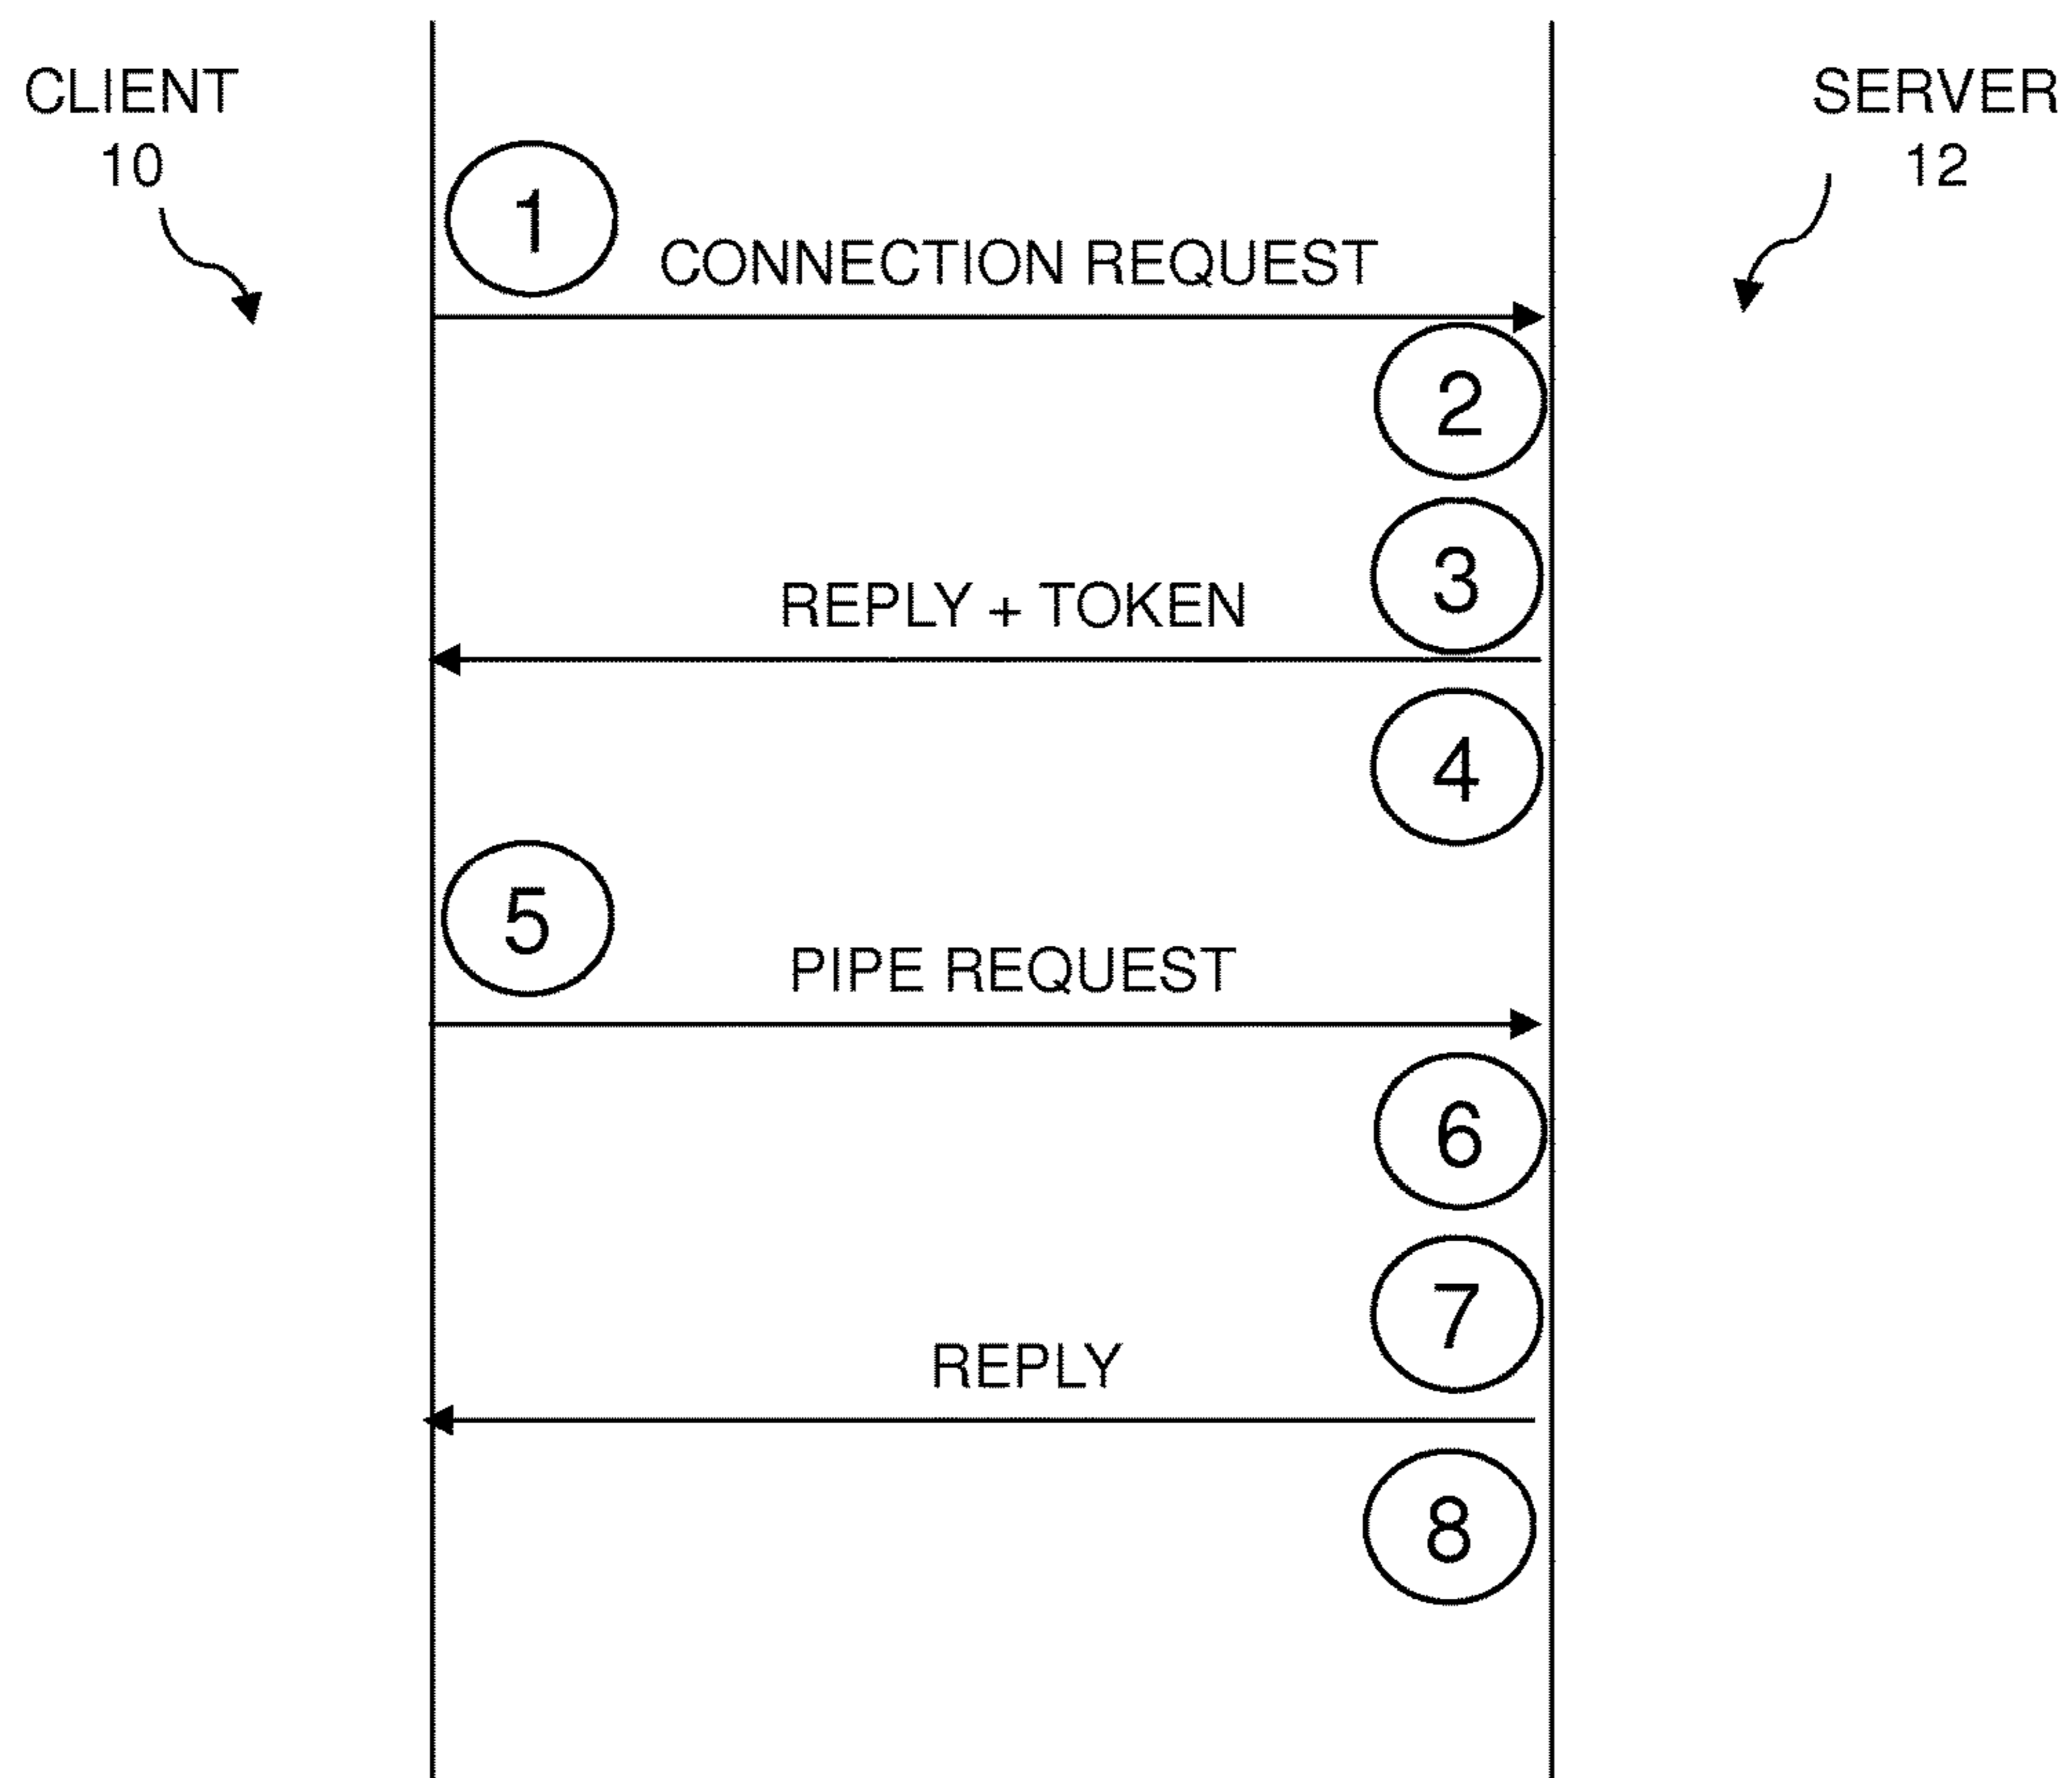 CLIENT
10
SERVER
12
1
CONNECTION REQUEST
2
3
REPLY + TOKEN
4
5
PIPE REQUEST
6
7
REPLY
8